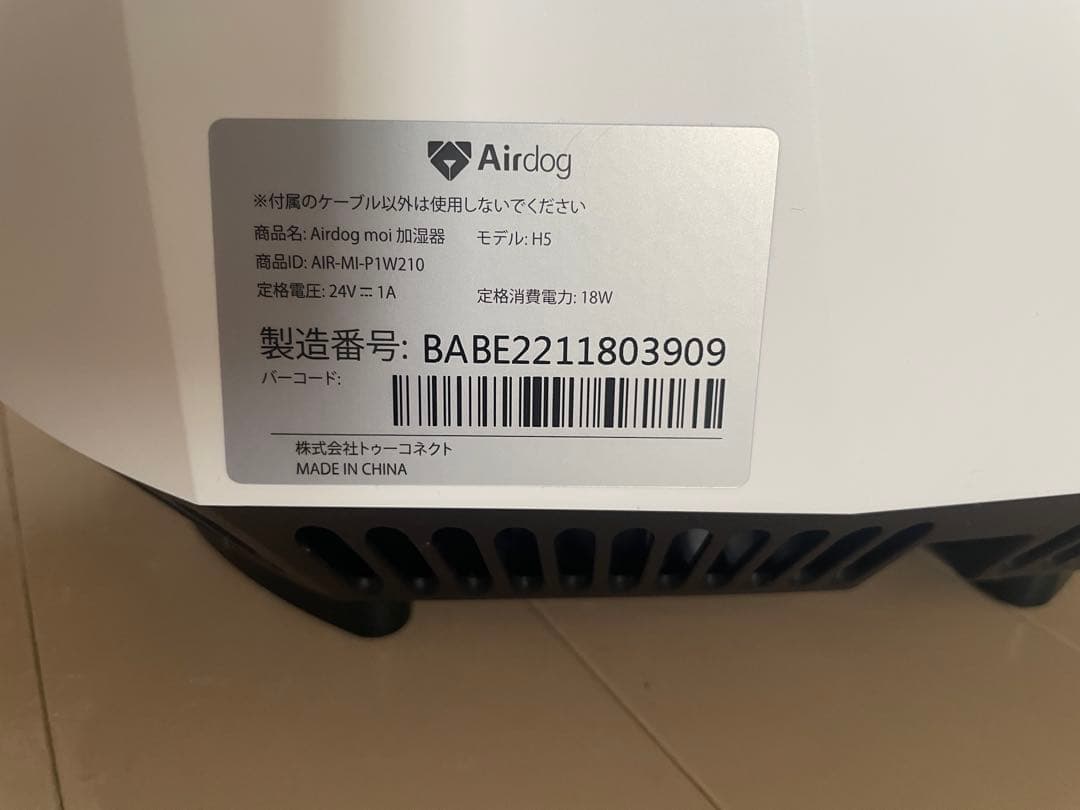 Airdog
※付属のケーブル以外は使用しないでください
商品名: Airdog moi 加湿器 モデル: H5
商品ID: AIR-MI-P1W210
定格電圧: 24V⎓1A 定格消費電力: 18W
製造番号: BABE2211803909
バーコード:
株式会社トゥーコネクト
MADE IN CHINA